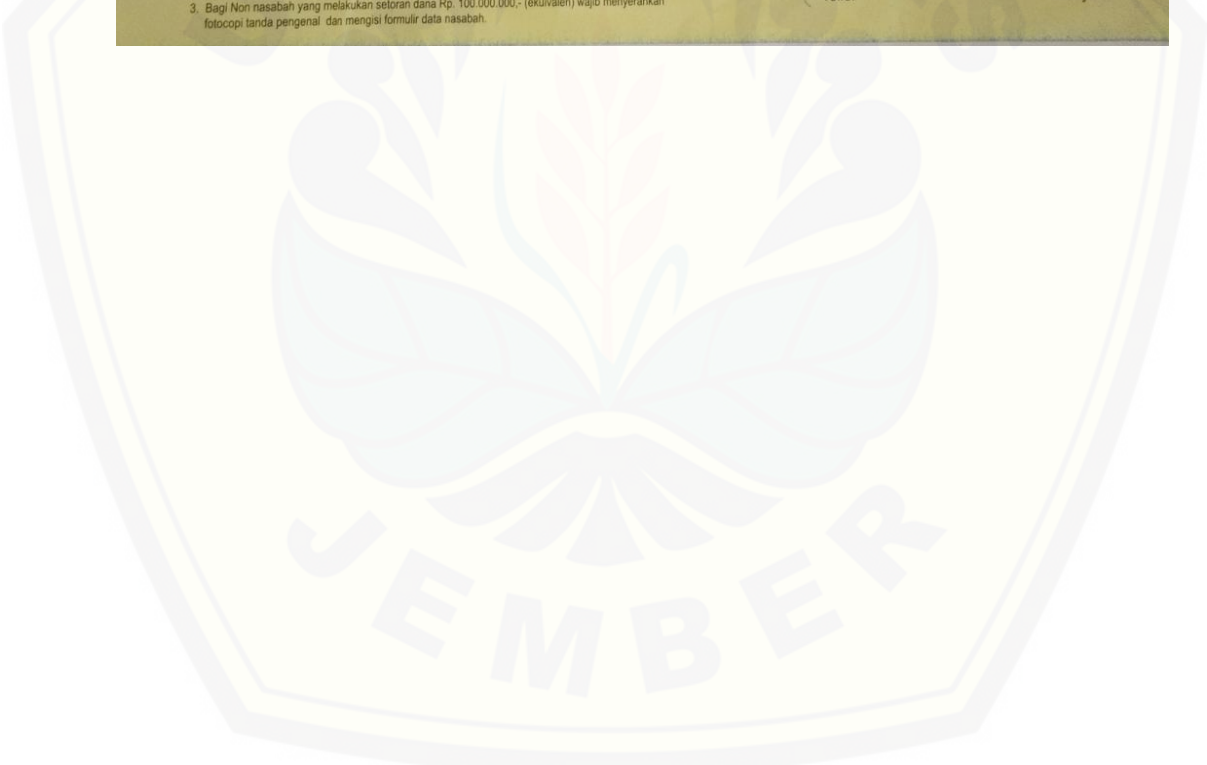 3. Bagi Non nasabah yang melakukan setoran dana Rp. 100.000.000,- (ekuivalen) wajib menyerahkan
fotocopi tanda pengenal dan mengisi formulir data nasabah.
JEMBER